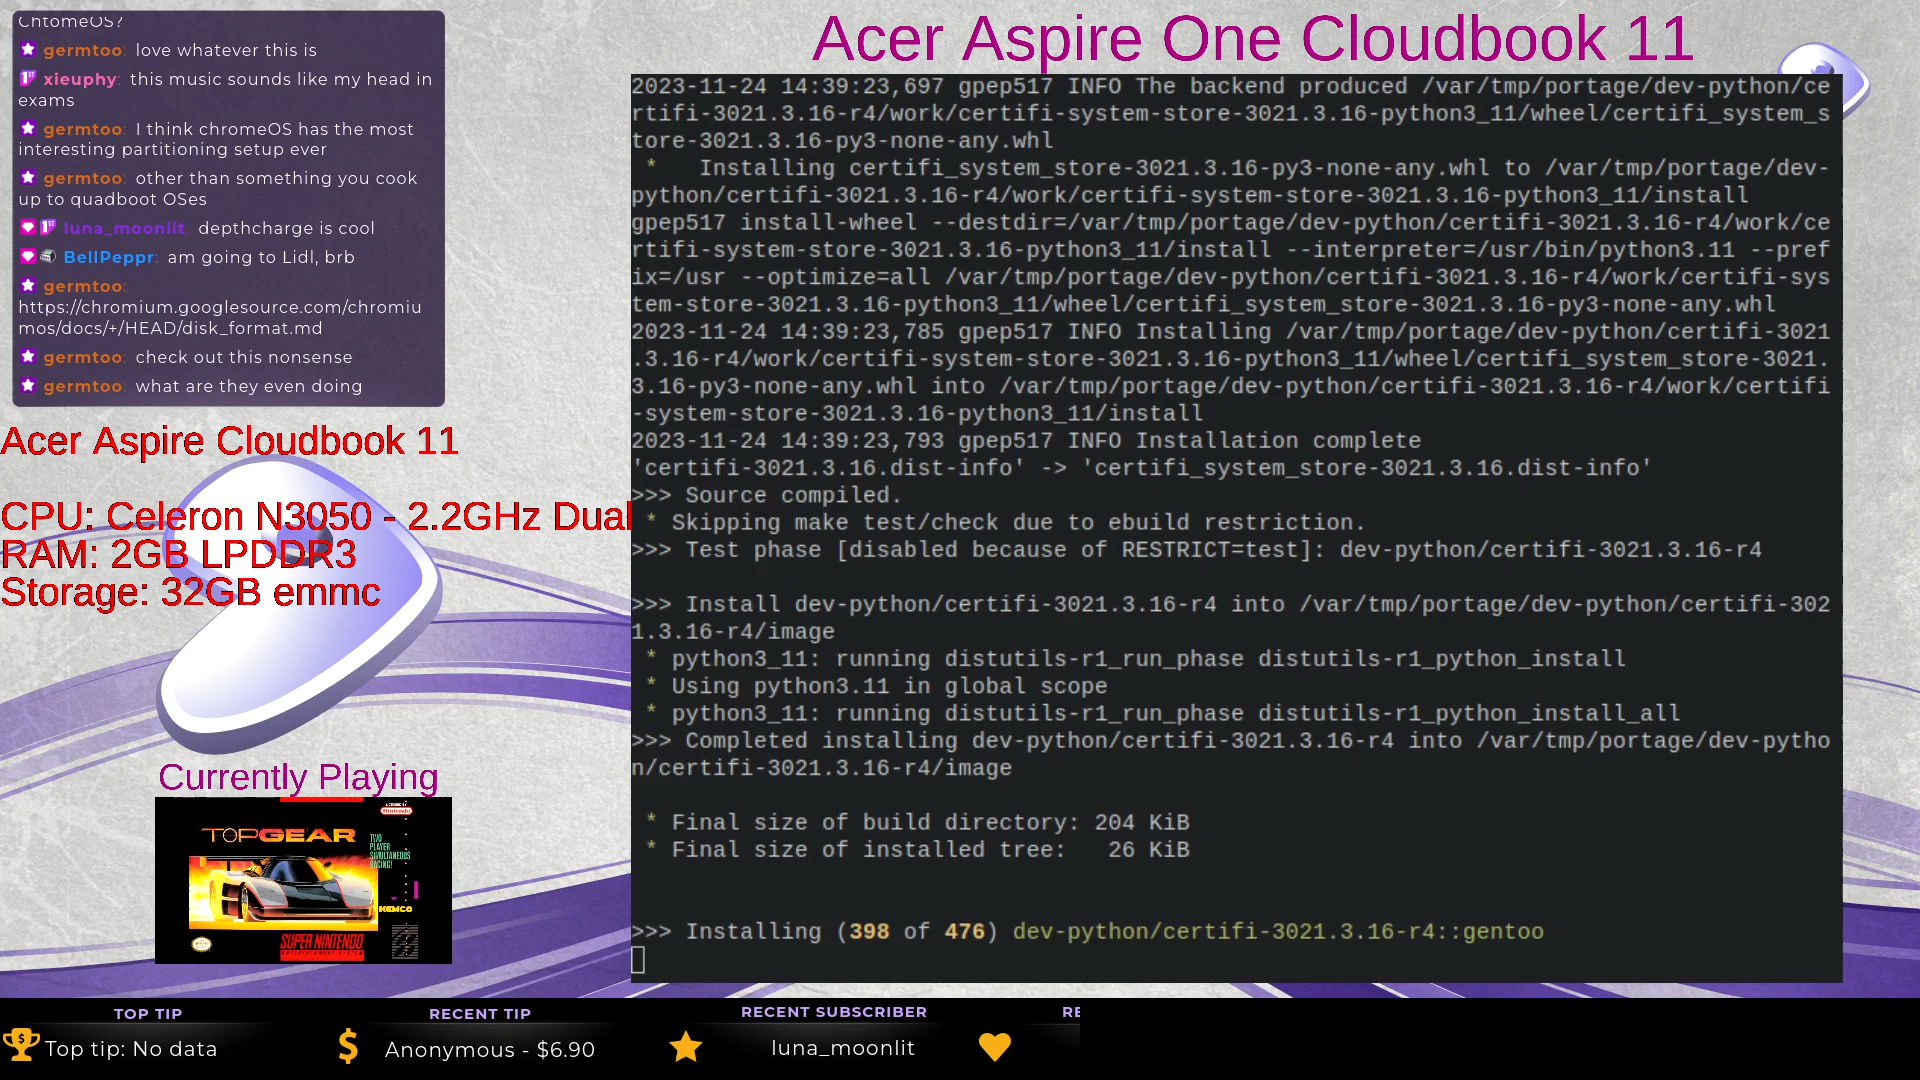 ChtomeOS?
germtoo: love whatever this is
xieuphy: this music sounds like my head in
exams
germtoo: I think chromeOS has the most
interesting partitioning setup ever
germtoo: other than something you cook
up to quadboot OSes
luna_moonlit: depthcharge is cool
BellPeppr: am going to Lidl, brb
germtoo:
https://chromium.googlesource.com/chromiu
mos/docs/+/HEAD/disk_format.md
germtoo: check out this nonsense
germtoo: what are they even doing
Acer Aspire Cloudbook 11
CPU: Celeron N3050 - 2.2GHz Dual
RAM: 2GB LPDDR3
Storage: 32GB emmc
Currently Playing
LICENSED BY
Nintendo
TOP GEAR
TWO
PLAYER
SIMULTANEOUS
RACING!
KEMCO
SUPER NINTENDO
ENTERTAINMENT SYSTEM
Acer Aspire One Cloudbook 11
2023-11-24 14:39:23,697 gpep517 INFO The backend produced /var/tmp/portage/dev-python/ce
rtifi-3021.3.16-r4/work/certifi-system-store-3021.3.16-python3_11/wheel/certifi_system_s
tore-3021.3.16-py3-none-any.whl
 *   Installing certifi_system_store-3021.3.16-py3-none-any.whl to /var/tmp/portage/dev-
python/certifi-3021.3.16-r4/work/certifi-system-store-3021.3.16-python3_11/install
gpep517 install-wheel --destdir=/var/tmp/portage/dev-python/certifi-3021.3.16-r4/work/ce
rtifi-system-store-3021.3.16-python3_11/install --interpreter=/usr/bin/python3.11 --pref
ix=/usr --optimize=all /var/tmp/portage/dev-python/certifi-3021.3.16-r4/work/certifi-sys
tem-store-3021.3.16-python3_11/wheel/certifi_system_store-3021.3.16-py3-none-any.whl
2023-11-24 14:39:23,785 gpep517 INFO Installing /var/tmp/portage/dev-python/certifi-3021
.3.16-r4/work/certifi-system-store-3021.3.16-python3_11/wheel/certifi_system_store-3021.
3.16-py3-none-any.whl into /var/tmp/portage/dev-python/certifi-3021.3.16-r4/work/certifi
-system-store-3021.3.16-python3_11/install
2023-11-24 14:39:23,793 gpep517 INFO Installation complete
'certifi-3021.3.16.dist-info' -> 'certifi_system_store-3021.3.16.dist-info'
>>> Source compiled.
 * Skipping make test/check due to ebuild restriction.
>>> Test phase [disabled because of RESTRICT=test]: dev-python/certifi-3021.3.16-r4
>>> Install dev-python/certifi-3021.3.16-r4 into /var/tmp/portage/dev-python/certifi-302
1.3.16-r4/image
 * python3_11: running distutils-r1_run_phase distutils-r1_python_install
 * Using python3.11 in global scope
 * python3_11: running distutils-r1_run_phase distutils-r1_python_install_all
>>> Completed installing dev-python/certifi-3021.3.16-r4 into /var/tmp/portage/dev-pytho
n/certifi-3021.3.16-r4/image
 * Final size of build directory: 204 KiB
 * Final size of installed tree:   26 KiB
>>> Installing (398 of 476) dev-python/certifi-3021.3.16-r4::gentoo
TOP TIP
Top tip: No data
RECENT TIP
Anonymous - $6.90
RECENT SUBSCRIBER
luna_moonlit
RE